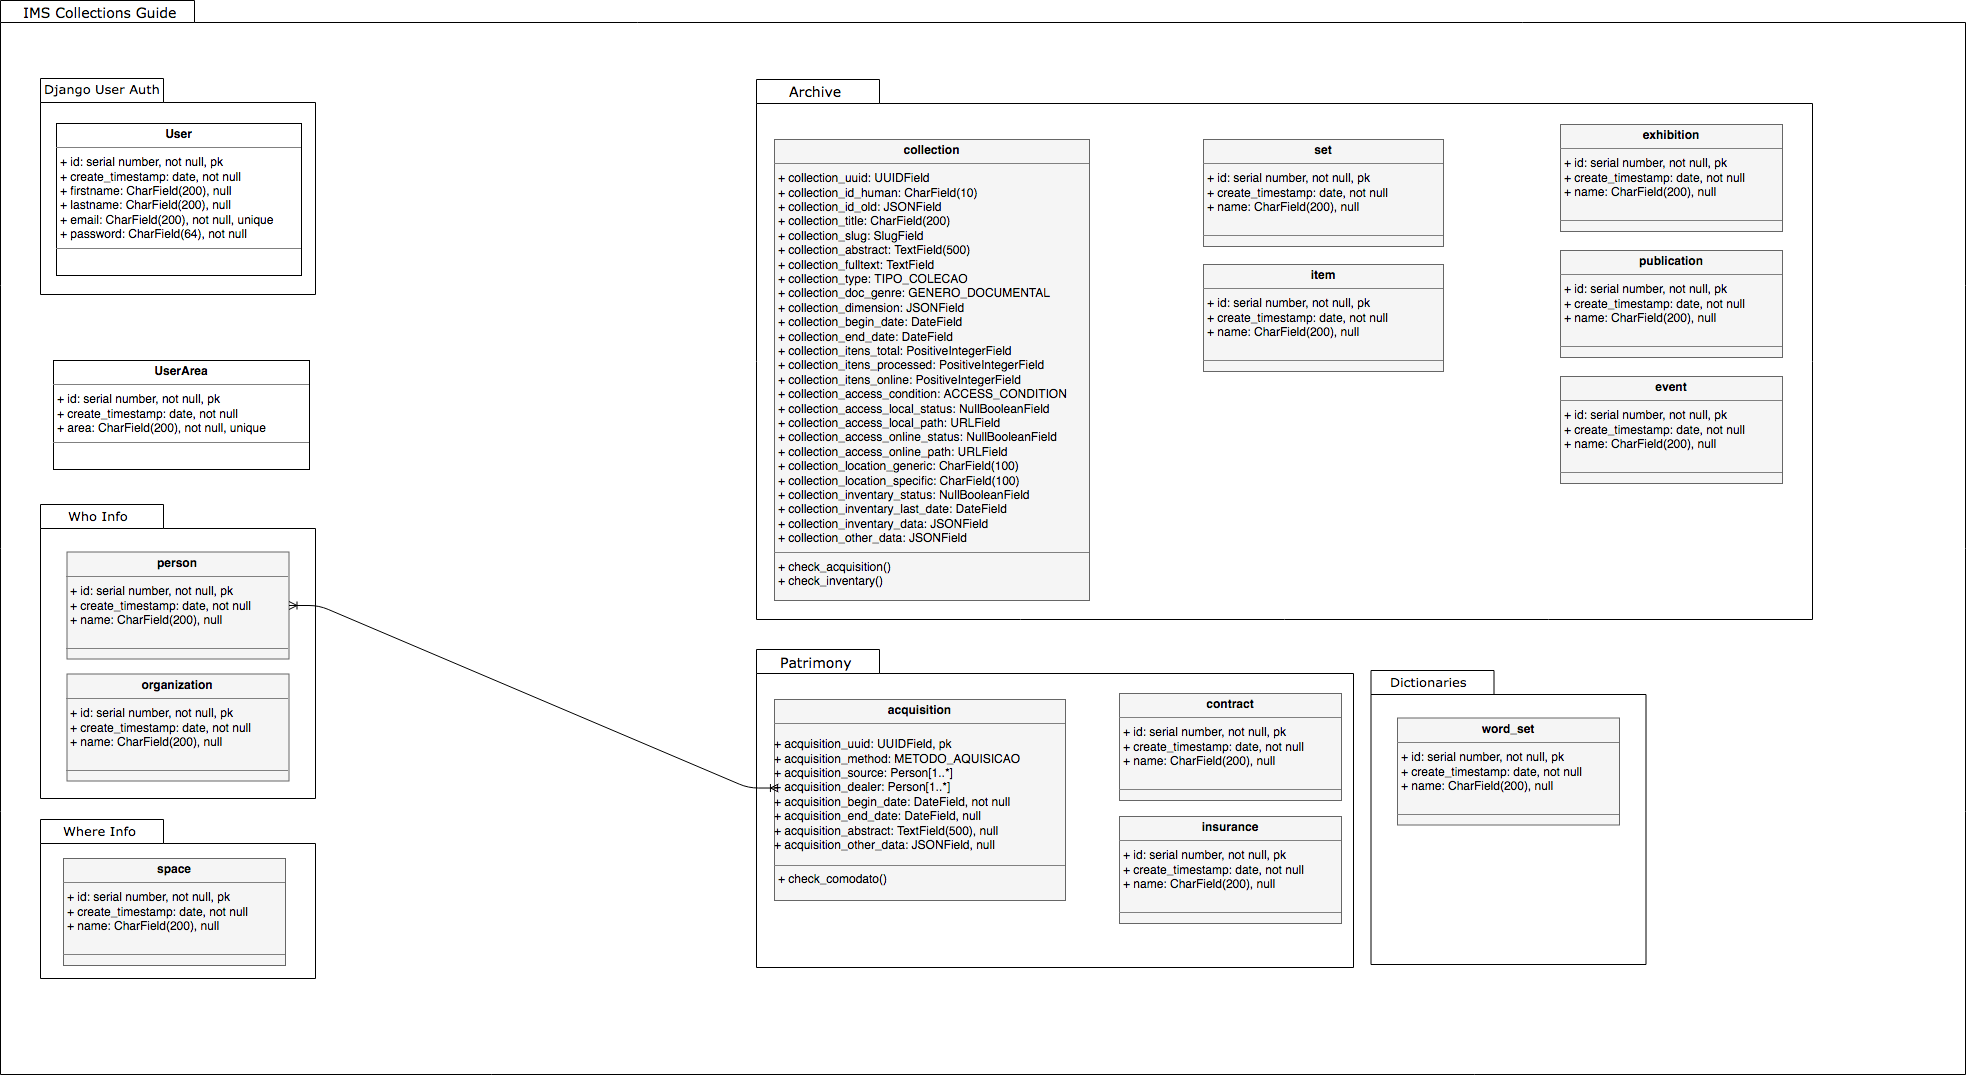 IMS Collections Guide
Django User Auth
User
+ id: serial number, not null, pk
+ create_timestamp: date, not null
+ firstname: CharField(200), null
+ lastname: CharField(200), null
+ email: CharField(200), not null, unique
+ password: CharField(64), not null
UserArea
+ id: serial number, not null, pk
+ create_timestamp: date, not null
+ area: CharField(200), not null, unique
Who Info
person
+ id: serial number, not null, pk
+ create_timestamp: date, not null
+ name: CharField(200), null
organization
+ id: serial number, not null, pk
+ create_timestamp: date, not null
+ name: CharField(200), null
Where Info
space
+ id: serial number, not null, pk
+ create_timestamp: date, not null
+ name: CharField(200), null
Archive
collection
+ collection_uuid: UUIDField
+ collection_id_human: CharField(10)
+ collection_id_old: JSONField
+ collection_title: CharField(200)
+ collection_slug: SlugField
+ collection_abstract: TextField(500)
+ collection_fulltext: TextField
+ collection_type: TIPO_COLECAO
+ collection_doc_genre: GENERO_DOCUMENTAL
+ collection_dimension: JSONField
+ collection_begin_date: DateField
+ collection_end_date: DateField
+ collection_itens_total: PositiveIntegerField
+ collection_itens_processed: PositiveIntegerField
+ collection_itens_online: PositiveIntegerField
+ collection_access_condition: ACCESS_CONDITION
+ collection_access_local_status: NullBooleanField
+ collection_access_local_path: URLField
+ collection_access_online_status: NullBooleanField
+ collection_access_online_path: URLField
+ collection_location_generic: CharField(100)
+ collection_location_specific: CharField(100)
+ collection_inventory_status: NullBooleanField
+ collection_inventory_last_date: DateField
+ collection_inventory_data: JSONField
+ collection_other_data: JSONField
+ check_acquisition()
+ check_inventory()
set
+ id: serial number, not null, pk
+ create_timestamp: date, not null
+ name: CharField(200), null
item
+ id: serial number, not null, pk
+ create_timestamp: date, not null
+ name: CharField(200), null
exhibition
+ id: serial number, not null, pk
+ create_timestamp: date, not null
+ name: CharField(200), null
publication
+ id: serial number, not null, pk
+ create_timestamp: date, not null
+ name: CharField(200), null
event
+ id: serial number, not null, pk
+ create_timestamp: date, not null
+ name: CharField(200), null
Patrimony
acquisition
+ acquisition_uuid: UUIDField, pk
+ acquisition_method: METODO_AQUISICAO
+ acquisition_source: Person[1..*]
+ acquisition_dealer: Person[1..*]
+ acquisition_begin_date: DateField, not null
+ acquisition_end_date: DateField, null
+ acquisition_abstract: TextField(500), null
+ acquisition_other_data: JSONField, null
+ check_comodato()
contract
+ id: serial number, not null, pk
+ create_timestamp: date, not null
+ name: CharField(200), null
insurance
+ id: serial number, not null, pk
+ create_timestamp: date, not null
+ name: CharField(200), null
Dictionaries
word_set
+ id: serial number, not null, pk
+ create_timestamp: date, not null
+ name: CharField(200), null